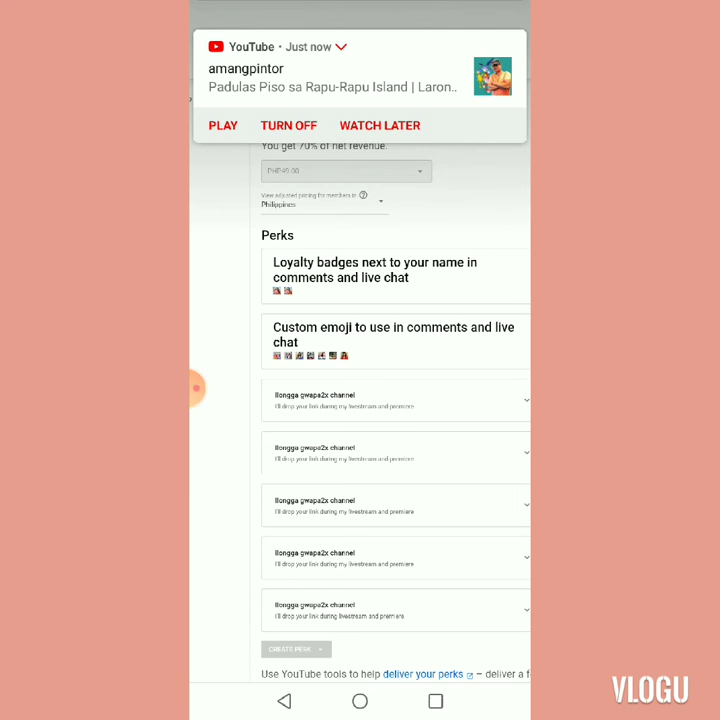 YouTube • Just now
amangpintor
Padulas Piso sa Rapu-Rapu Island | Laron..
PLAY TURN OFF WATCH LATER
You get 70% of net revenue.
PHP49.00
View adjusted pricing for members in
Philippines
Perks
Loyalty badges next to your name in
comments and live chat
Custom emoji to use in comments and live
chat
Ilongga gwapa2x channel
I'll drop your link during my livestream and premiere
Ilongga gwapa2x channel
I'll drop your link during my livestream and premiere
Ilongga gwapa2x channel
I'll drop your link during my livestream and premiere
Ilongga gwapa2x channel
I'll drop your link during my livestream and premiere
Ilongga gwapa2x channel
I'll drop your link during livestream and premiere
CREATE PERK
Use YouTube tools to help deliver your perks – deliver a f
VLOGU